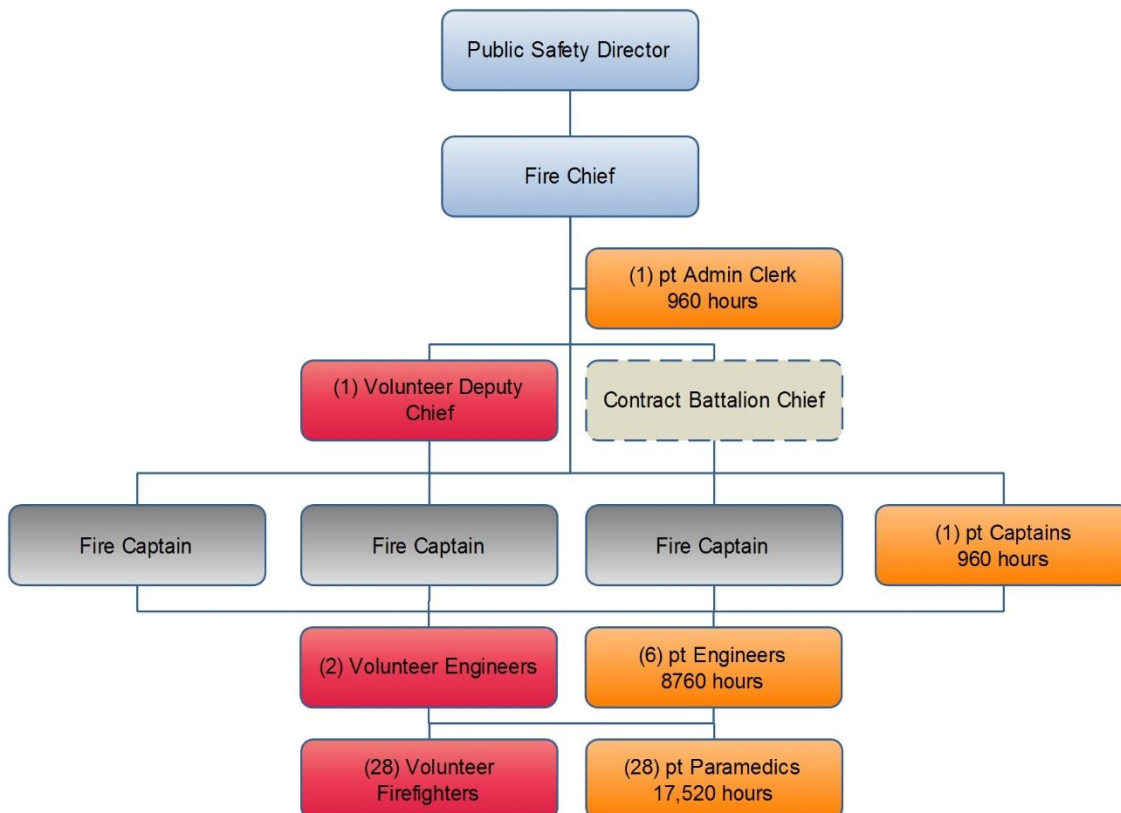 Public Safety Director
Fire Chief
(1) pt Admin Clerk
960 hours
(1) Volunteer Deputy
Chief
Contract Battalion Chief
Fire Captain
Fire Captain
Fire Captain
(1) pt Captains
960 hours
(2) Volunteer Engineers
(6) pt Engineers
8760 hours
(28) Volunteer
Firefighters
(28) pt Paramedics
17,520 hours